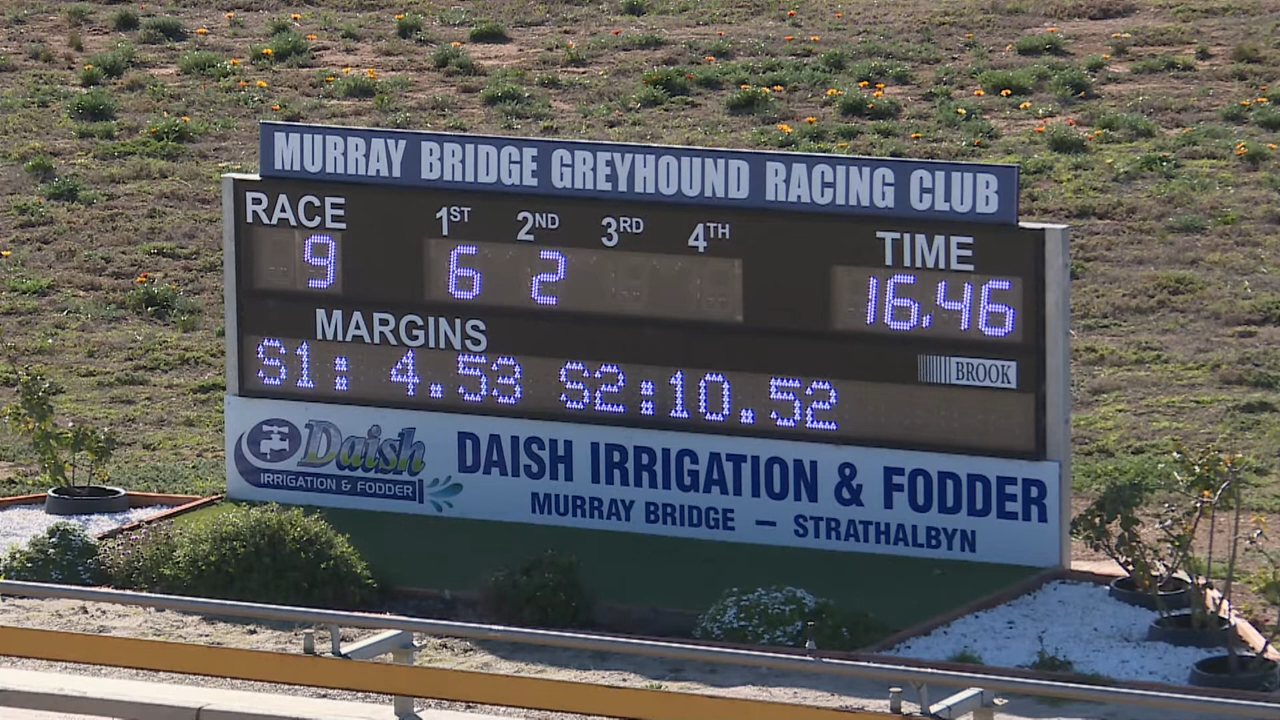 MURRAY BRIDGE GREYHOUND RACING CLUB
RACE 1ST 2ND 3RD 4TH TIME
9 6 2 16.46
MARGINS
BROOK
S1: 4.53 S2:10.52
Daish
IRRIGATION & FODDER
DAISH IRRIGATION & FODDER
MURRAY BRIDGE – STRATHALBYN